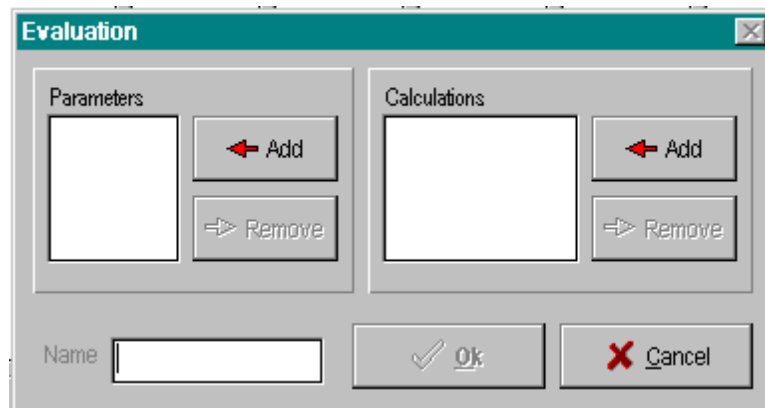 Evaluation
Parameters
Add
Remove
Calculations
Add
Remove
Name
Ok
Cancel